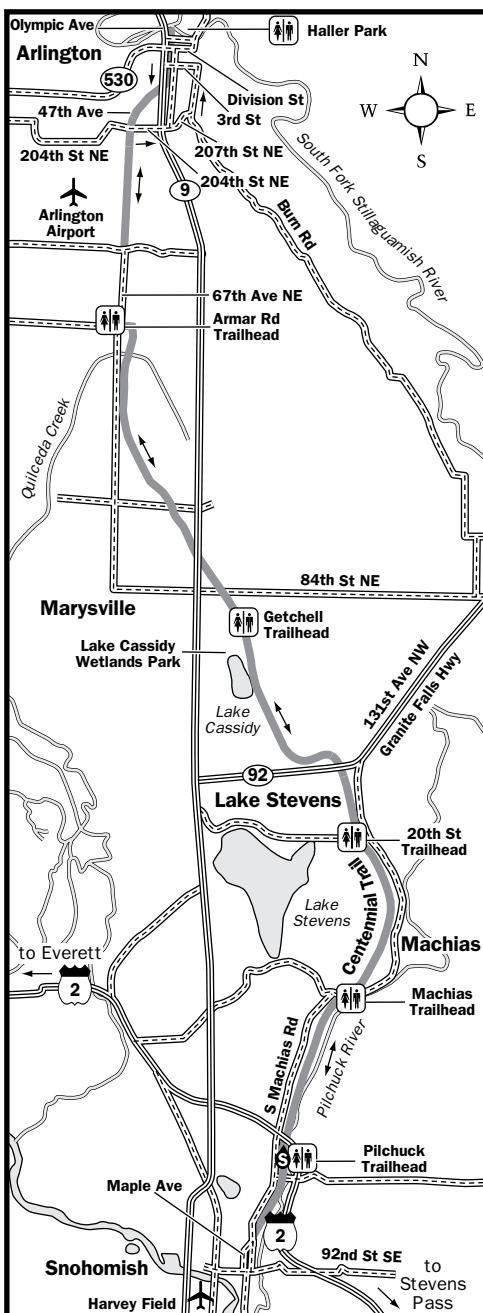 Olympic Ave
Haller Park
Arlington
530
N
W
E
S
Division St
3rd St
47th Ave
207th St NE
204th St NE
204th St NE
9
South Fork Stillaguamish River
Burn Rd
Arlington
Airport
67th Ave NE
Armar Rd
Trailhead
Quilceda Creek
84th St NE
Marysville
Getchell
Trailhead
Lake Cassidy
Wetlands Park
Lake
Cassidy
131st Ave NW
Granite Falls Hwy
92
Lake Stevens
20th St
Trailhead
Centennial Trail
Lake
Stevens
Machias
to Everett
2
Machias
Trailhead
S Machias Rd
Pilchuck River
S
Pilchuck
Trailhead
Maple Ave
2
92nd St SE
Snohomish
to
Stevens
Pass
Harvey Field